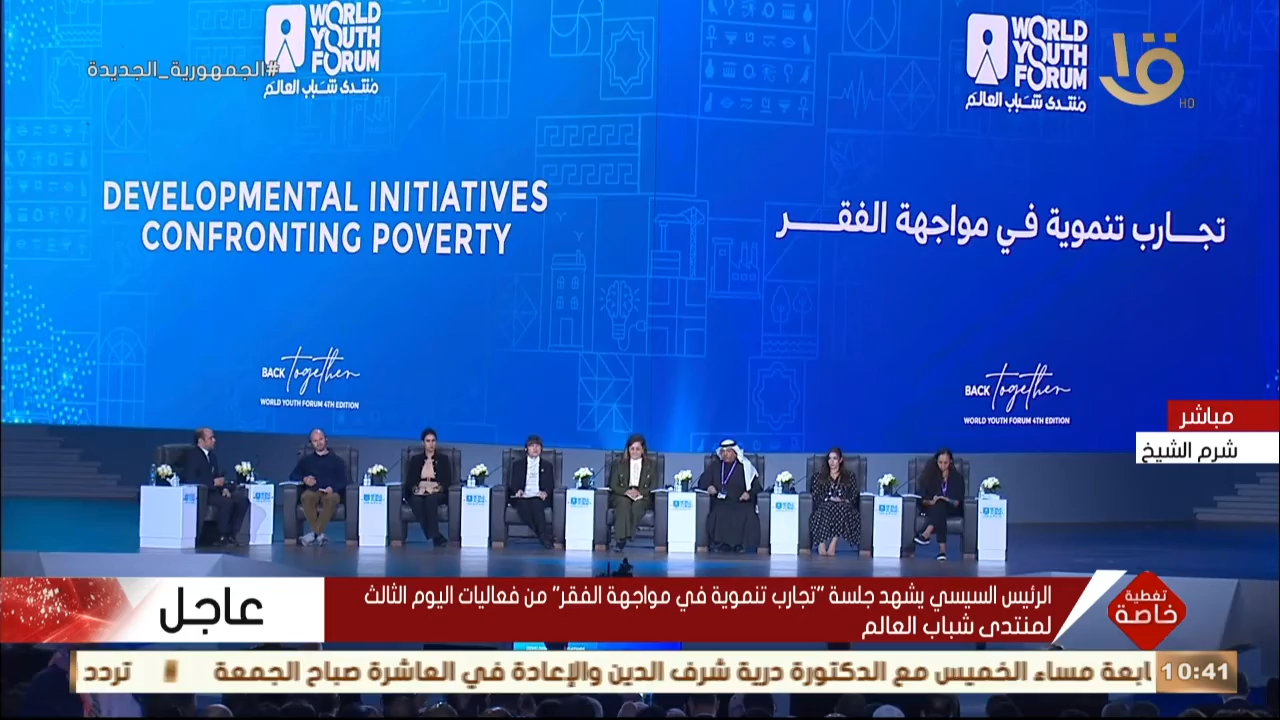 #الجمهورية_الجديدة
WORLD
YOUTH
FORUM
منتدى شباب العالم
WORLD
YOUTH
FORUM
منتدى شباب العالم
HD
DEVELOPMENTAL INITIATIVES
CONFRONTING POVERTY
تجارب تنموية في مواجهة الفقر
BACK together
WORLD YOUTH FORUM 4TH EDITION
BACK together
WORLD YOUTH FORUM 4TH EDITION
مباشر
شرم الشيخ
تغطية
خاصة
عاجل
الرئيس السيسي يشهد جلسة "تجارب تنموية في مواجهة الفقر" من فعاليات اليوم الثالث
لمنتدى شباب العالم
10:41
ابعة مساء الخميس مع الدكتورة درية شرف الدين والإعادة في العاشرة صباح الجمعة
تردد